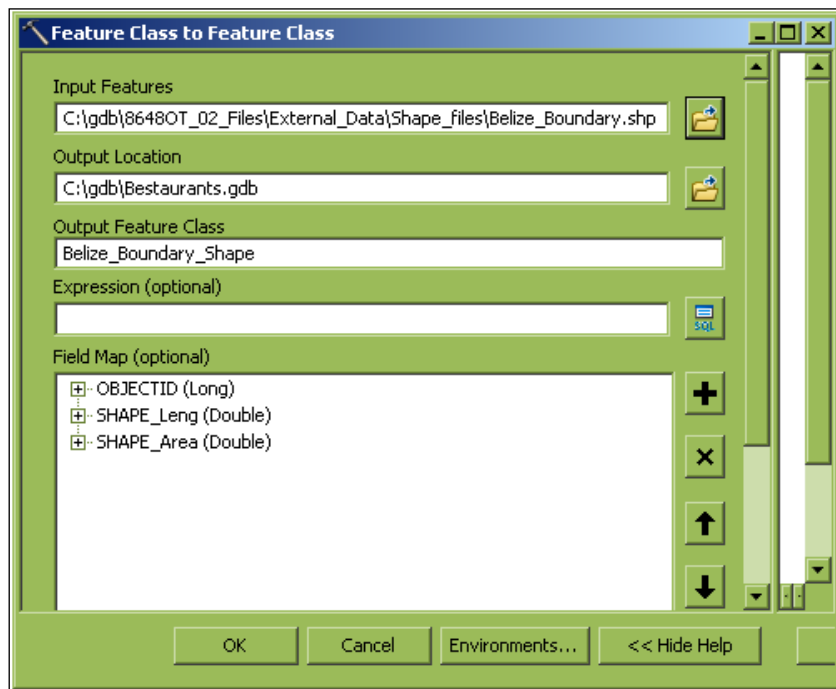 Feature Class to Feature Class
Input Features
C:\gdb\8648OT_02_Files\External_Data\Shape_files\Belize_Boundary.shp
Output Location
C:\gdb\Bestaurants.gdb
Output Feature Class
Belize_Boundary_Shape
Expression (optional)
SQL
Field Map (optional)
OBJECTID (Long)
SHAPE_Leng (Double)
SHAPE_Area (Double)
OK Cancel Environments... << Hide Help